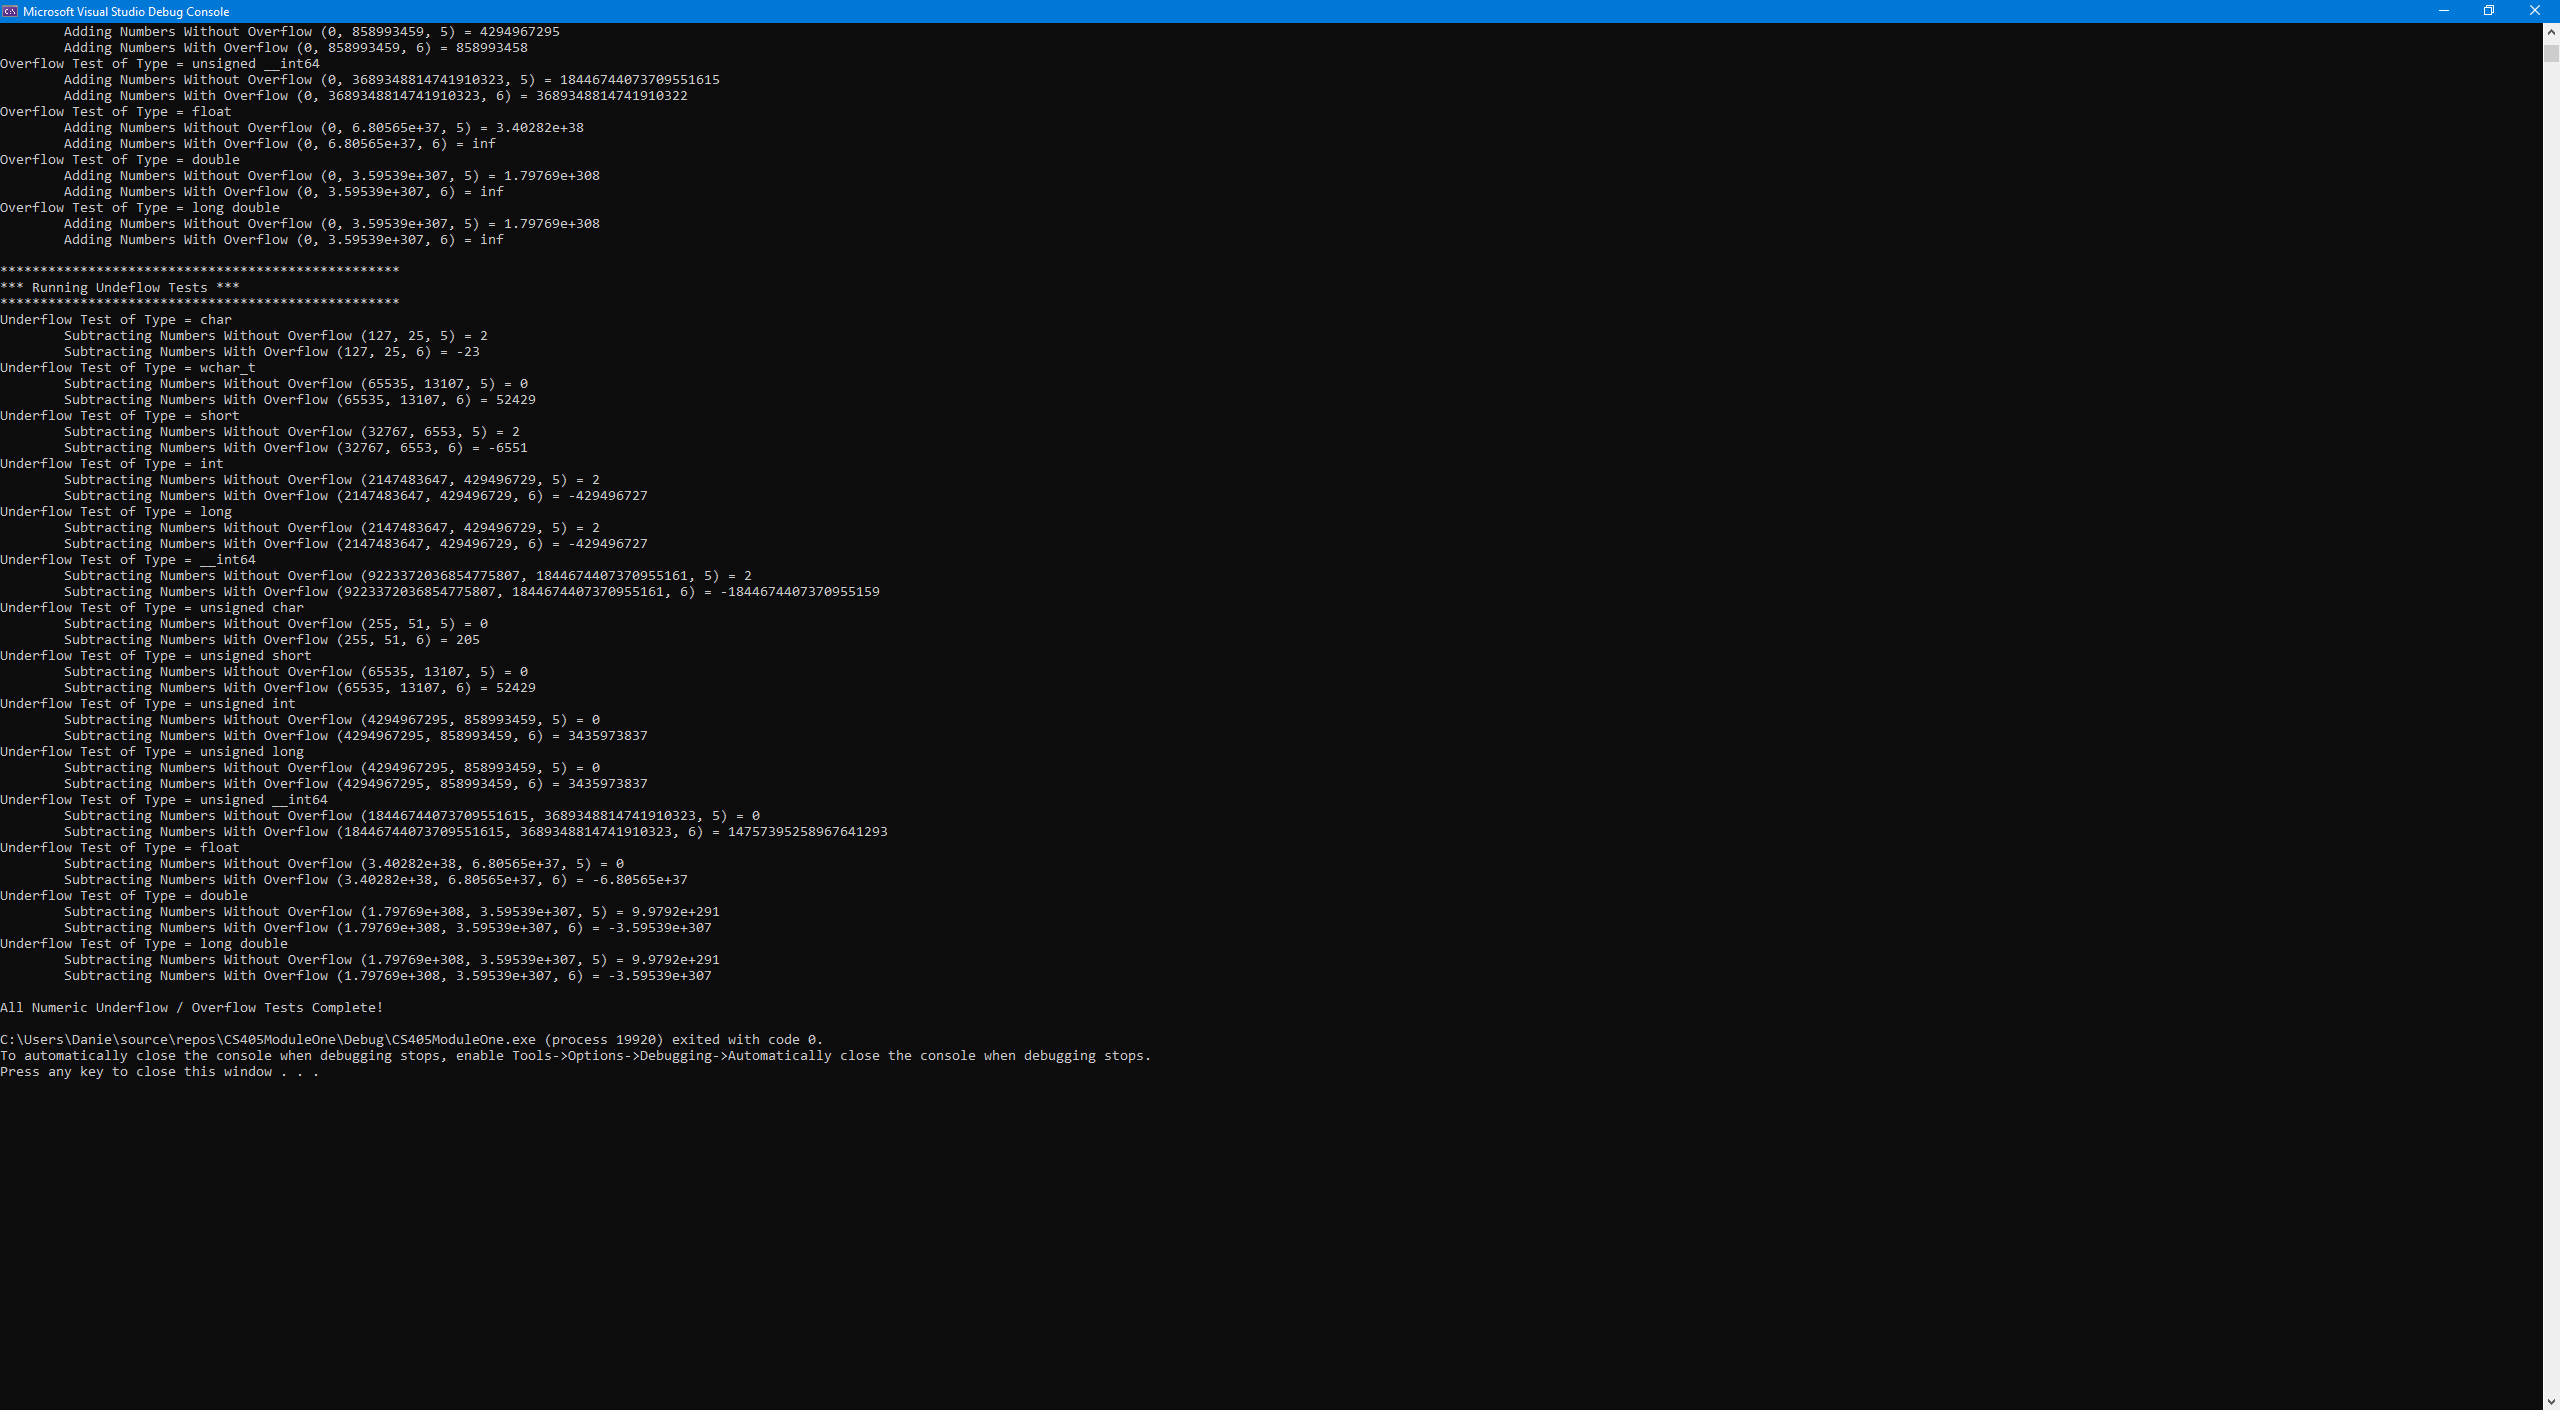 Microsoft Visual Studio Debug Console
        Adding Numbers Without Overflow (0, 858993459, 5) = 4294967295
        Adding Numbers With Overflow (0, 858993459, 6) = 858993458
Overflow Test of Type = unsigned __int64
        Adding Numbers Without Overflow (0, 3689348814741910323, 5) = 18446744073709551615
        Adding Numbers With Overflow (0, 3689348814741910323, 6) = 3689348814741910322
Overflow Test of Type = float
        Adding Numbers Without Overflow (0, 6.80565e+37, 5) = 3.40282e+38
        Adding Numbers With Overflow (0, 6.80565e+37, 6) = inf
Overflow Test of Type = double
        Adding Numbers Without Overflow (0, 3.59539e+307, 5) = 1.79769e+308
        Adding Numbers With Overflow (0, 3.59539e+307, 6) = inf
Overflow Test of Type = long double
        Adding Numbers Without Overflow (0, 3.59539e+307, 5) = 1.79769e+308
        Adding Numbers With Overflow (0, 3.59539e+307, 6) = inf

**************************************************
*** Running Undeflow Tests ***
**************************************************
Underflow Test of Type = char
        Subtracting Numbers Without Overflow (127, 25, 5) = 2
        Subtracting Numbers With Overflow (127, 25, 6) = -23
Underflow Test of Type = wchar_t
        Subtracting Numbers Without Overflow (65535, 13107, 5) = 0
        Subtracting Numbers With Overflow (65535, 13107, 6) = 52429
Underflow Test of Type = short
        Subtracting Numbers Without Overflow (32767, 6553, 5) = 2
        Subtracting Numbers With Overflow (32767, 6553, 6) = -6551
Underflow Test of Type = int
        Subtracting Numbers Without Overflow (2147483647, 429496729, 5) = 2
        Subtracting Numbers With Overflow (2147483647, 429496729, 6) = -429496727
Underflow Test of Type = long
        Subtracting Numbers Without Overflow (2147483647, 429496729, 5) = 2
        Subtracting Numbers With Overflow (2147483647, 429496729, 6) = -429496727
Underflow Test of Type = __int64
        Subtracting Numbers Without Overflow (9223372036854775807, 1844674407370955161, 5) = 2
        Subtracting Numbers With Overflow (9223372036854775807, 1844674407370955161, 6) = -1844674407370955159
Underflow Test of Type = unsigned char
        Subtracting Numbers Without Overflow (255, 51, 5) = 0
        Subtracting Numbers With Overflow (255, 51, 6) = 205
Underflow Test of Type = unsigned short
        Subtracting Numbers Without Overflow (65535, 13107, 5) = 0
        Subtracting Numbers With Overflow (65535, 13107, 6) = 52429
Underflow Test of Type = unsigned int
        Subtracting Numbers Without Overflow (4294967295, 858993459, 5) = 0
        Subtracting Numbers With Overflow (4294967295, 858993459, 6) = 3435973837
Underflow Test of Type = unsigned long
        Subtracting Numbers Without Overflow (4294967295, 858993459, 5) = 0
        Subtracting Numbers With Overflow (4294967295, 858993459, 6) = 3435973837
Underflow Test of Type = unsigned __int64
        Subtracting Numbers Without Overflow (18446744073709551615, 3689348814741910323, 5) = 0
        Subtracting Numbers With Overflow (18446744073709551615, 3689348814741910323, 6) = 14757395258967641293
Underflow Test of Type = float
        Subtracting Numbers Without Overflow (3.40282e+38, 6.80565e+37, 5) = 0
        Subtracting Numbers With Overflow (3.40282e+38, 6.80565e+37, 6) = -6.80565e+37
Underflow Test of Type = double
        Subtracting Numbers Without Overflow (1.79769e+308, 3.59539e+307, 5) = 9.9792e+291
        Subtracting Numbers With Overflow (1.79769e+308, 3.59539e+307, 6) = -3.59539e+307
Underflow Test of Type = long double
        Subtracting Numbers Without Overflow (1.79769e+308, 3.59539e+307, 5) = 9.9792e+291
        Subtracting Numbers With Overflow (1.79769e+308, 3.59539e+307, 6) = -3.59539e+307

All Numeric Underflow / Overflow Tests Complete!

C:\Users\Danie\source\repos\CS405ModuleOne\Debug\CS405ModuleOne.exe (process 19920) exited with code 0.
To automatically close the console when debugging stops, enable Tools->Options->Debugging->Automatically close the console when debugging stops.
Press any key to close this window . . .